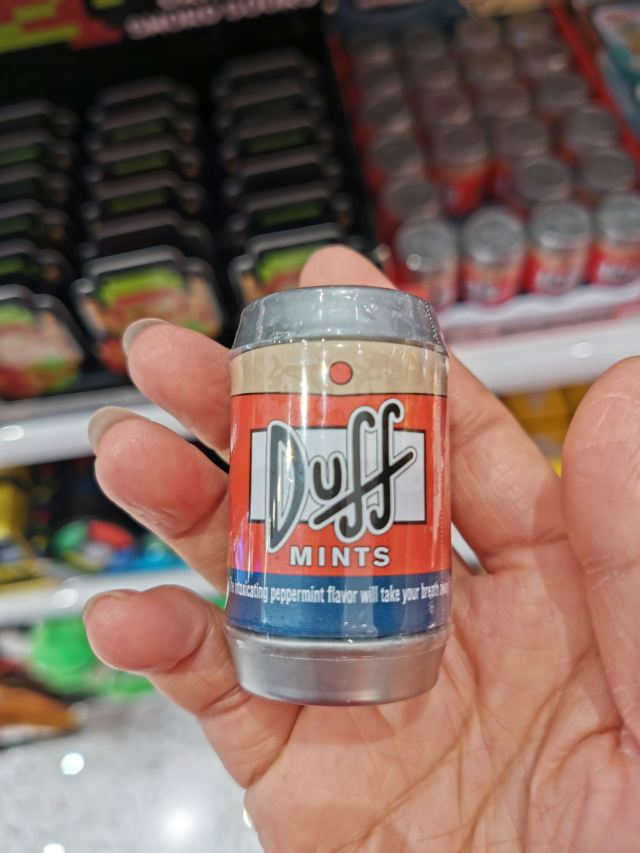 Duff
MINTS
intoxicating peppermint flavor will take your breath